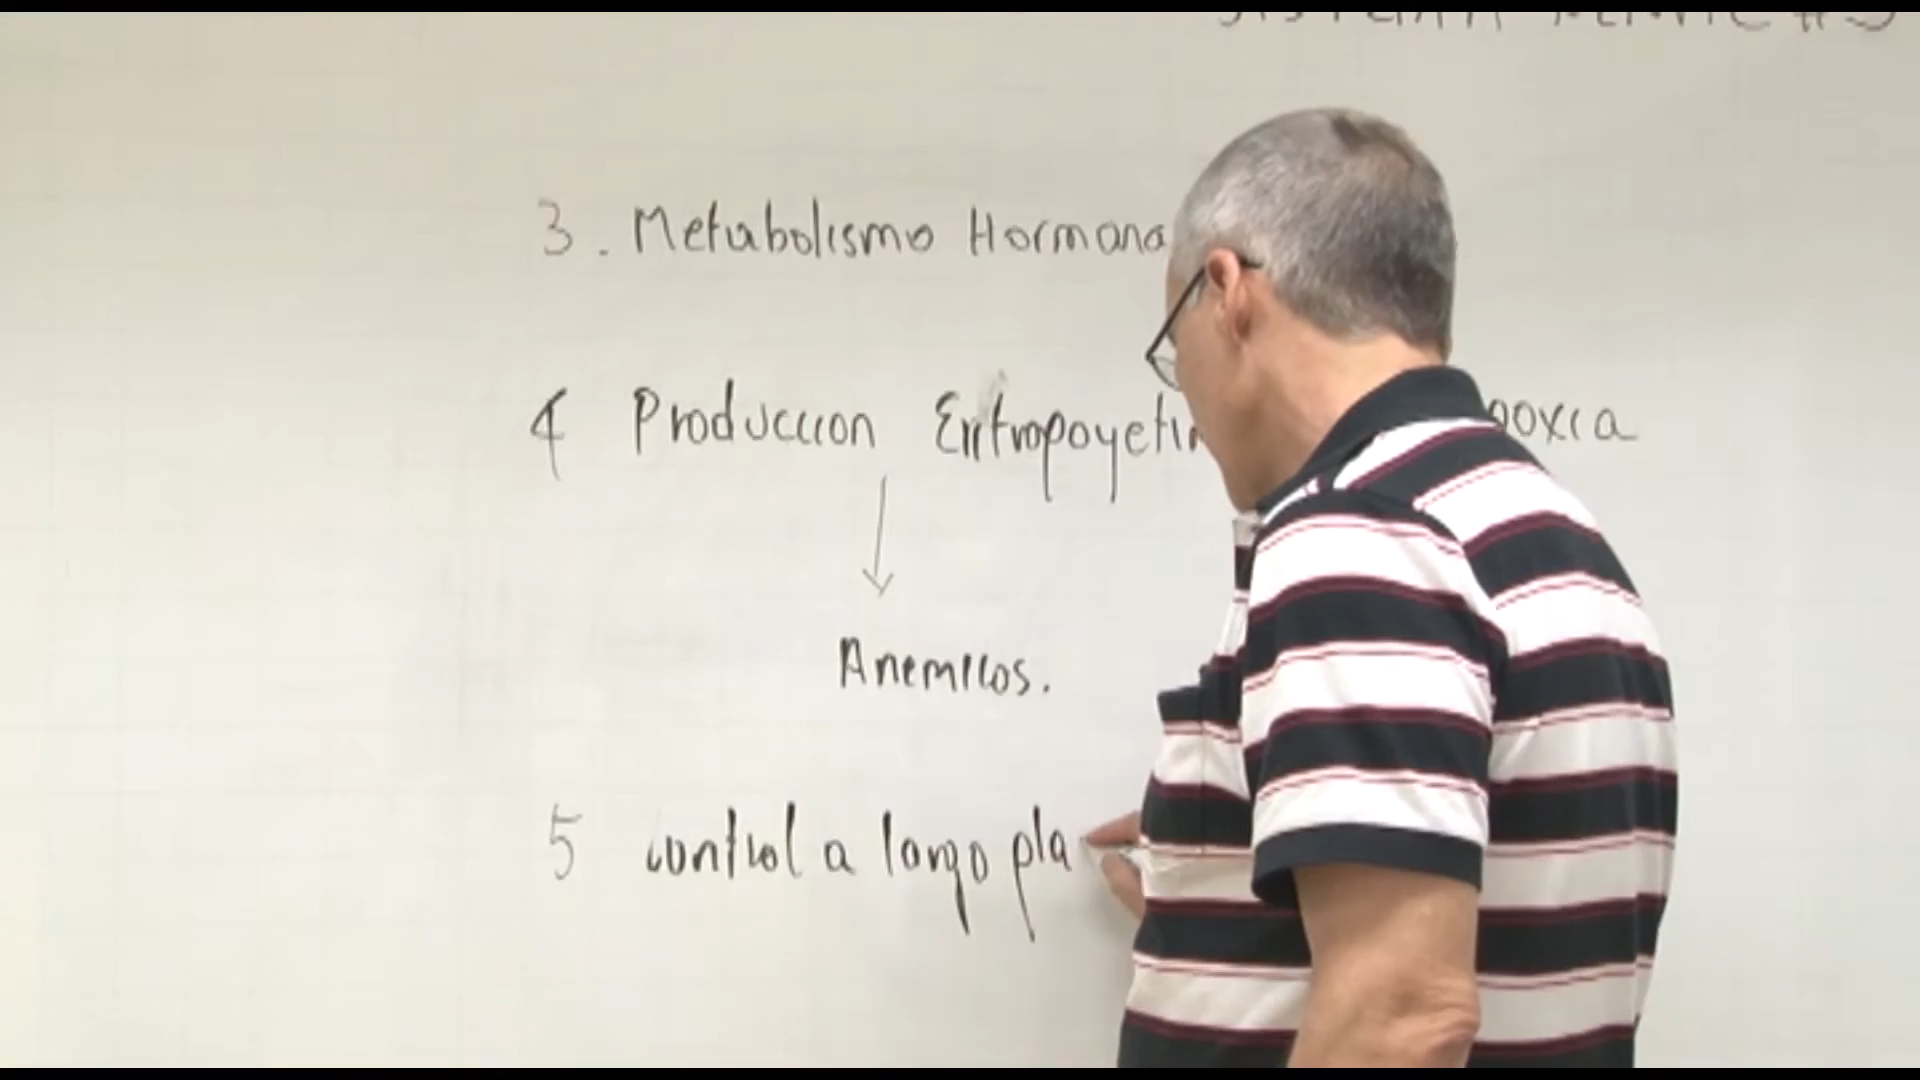 3. Metabolismo Hormona
4 Produccion Eritropoyetin
Anemicos.
5 control a largo pla